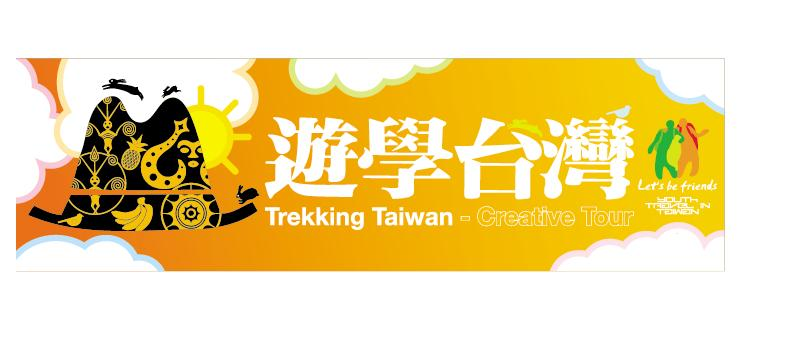 遊學台灣
Trekking Taiwan - Creative Tour
Let's be friends
YOUTH
TRAVEL IN
TAIWAN